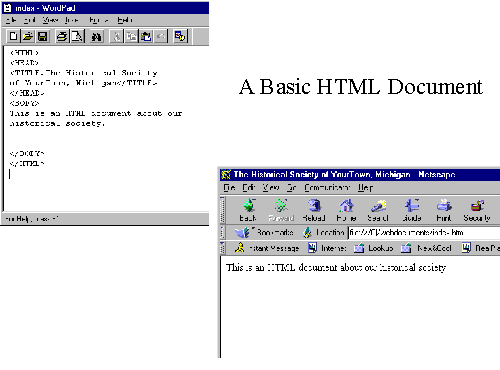 index - WordPad
File Edit View Insert Format Help
<HTML>
<HEAD>
<TITLE>The Historical Society
of YourTown, Michigan</TITLE>
</HEAD>
<BODY>
This is an HTML document about our
historical society.
</BODY>
</HTML>
For Help, press F1
A Basic HTML Document
The Historical Society of YourTown, Michigan - Netscape
File Edit View Go Communicator Help
Back Forward Reload Home Search Guide Print Security
Bookmarks Location: index.htm
Instant Message Internet Lookup New&Cool RealPla
This is an HTML document about our historical society